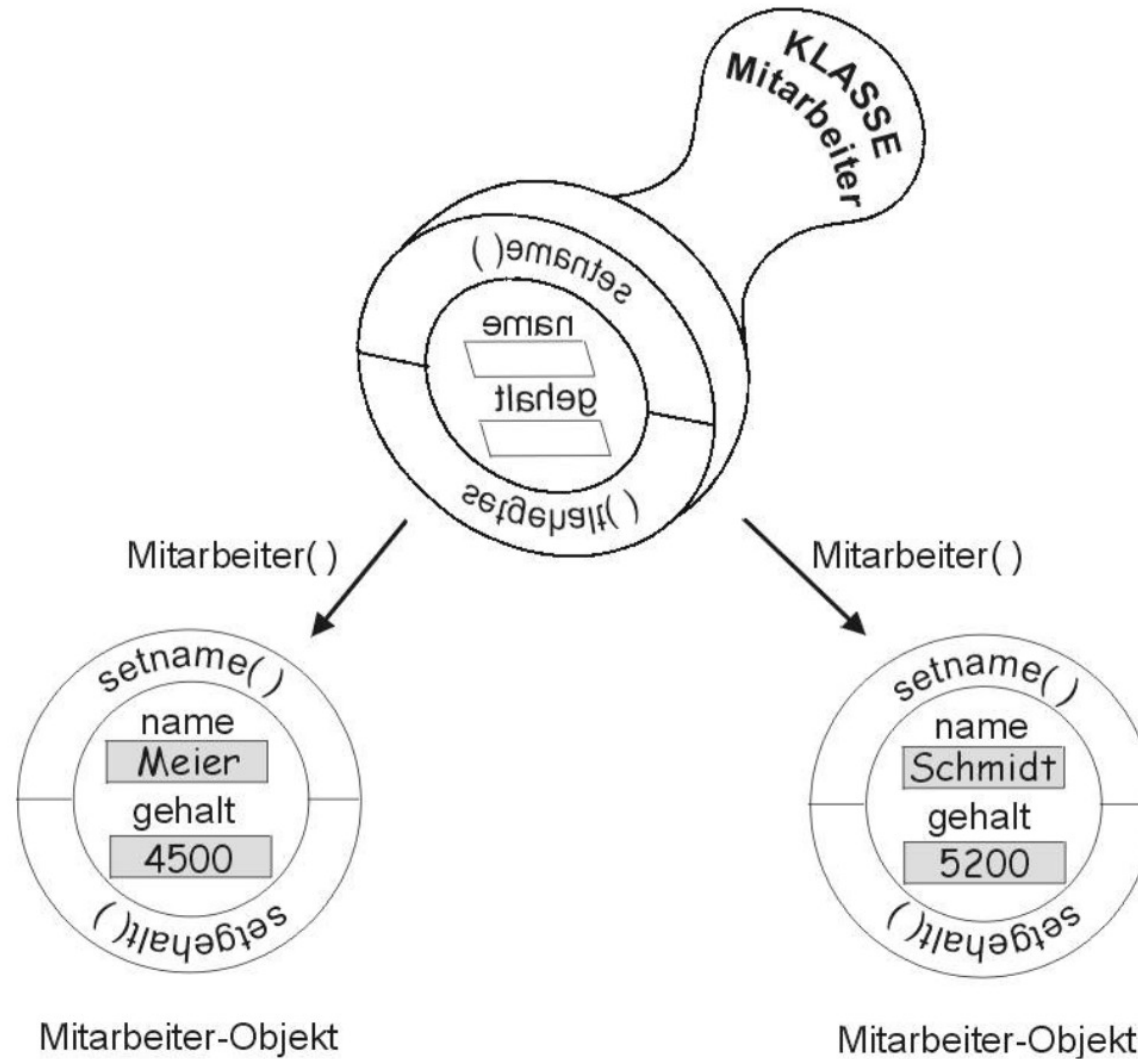 KLASSE
Mitarbeiter
setname( )
name
gehalt
setgehalt( )
Mitarbeiter( )
Mitarbeiter( )
setname( )
name
Meier
gehalt
4500
setgehalt( )
Mitarbeiter-Objekt
setname( )
name
Schmidt
gehalt
5200
setgehalt( )
Mitarbeiter-Objekt